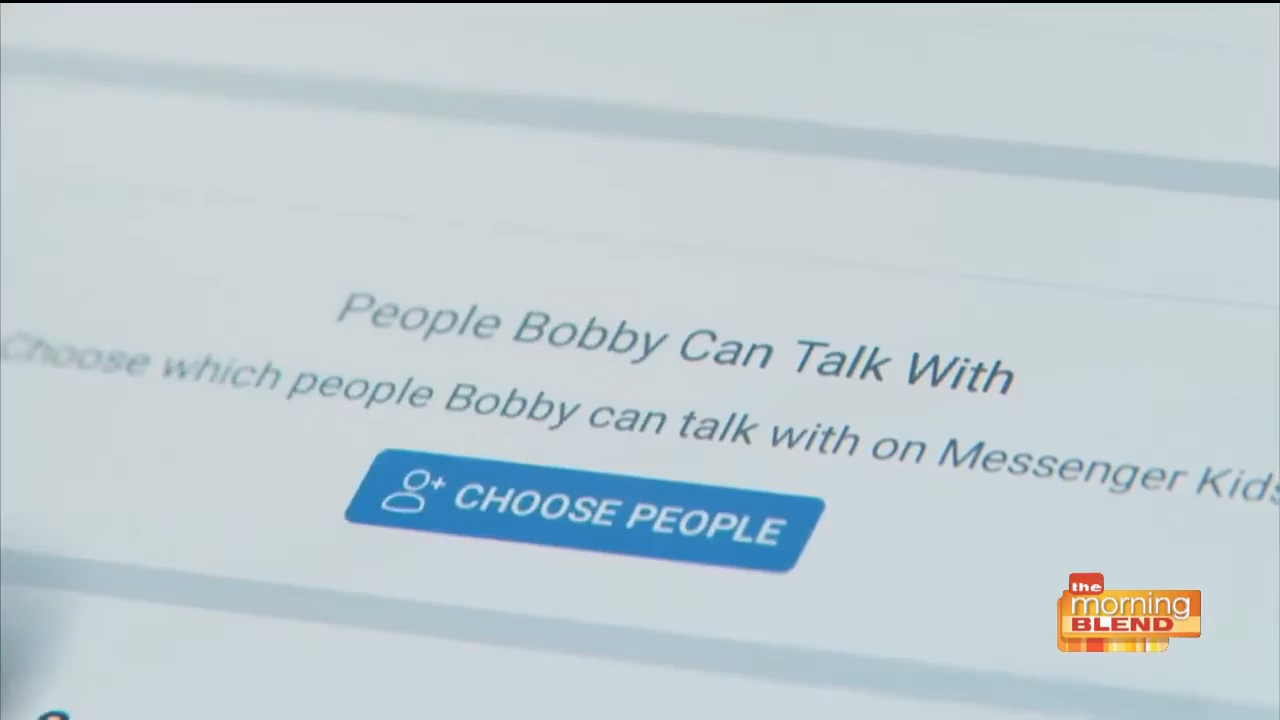 People Bobby Can Talk With
Choose which people Bobby can talk with on Messenger Kids
CHOOSE PEOPLE
the
morning
BLEND